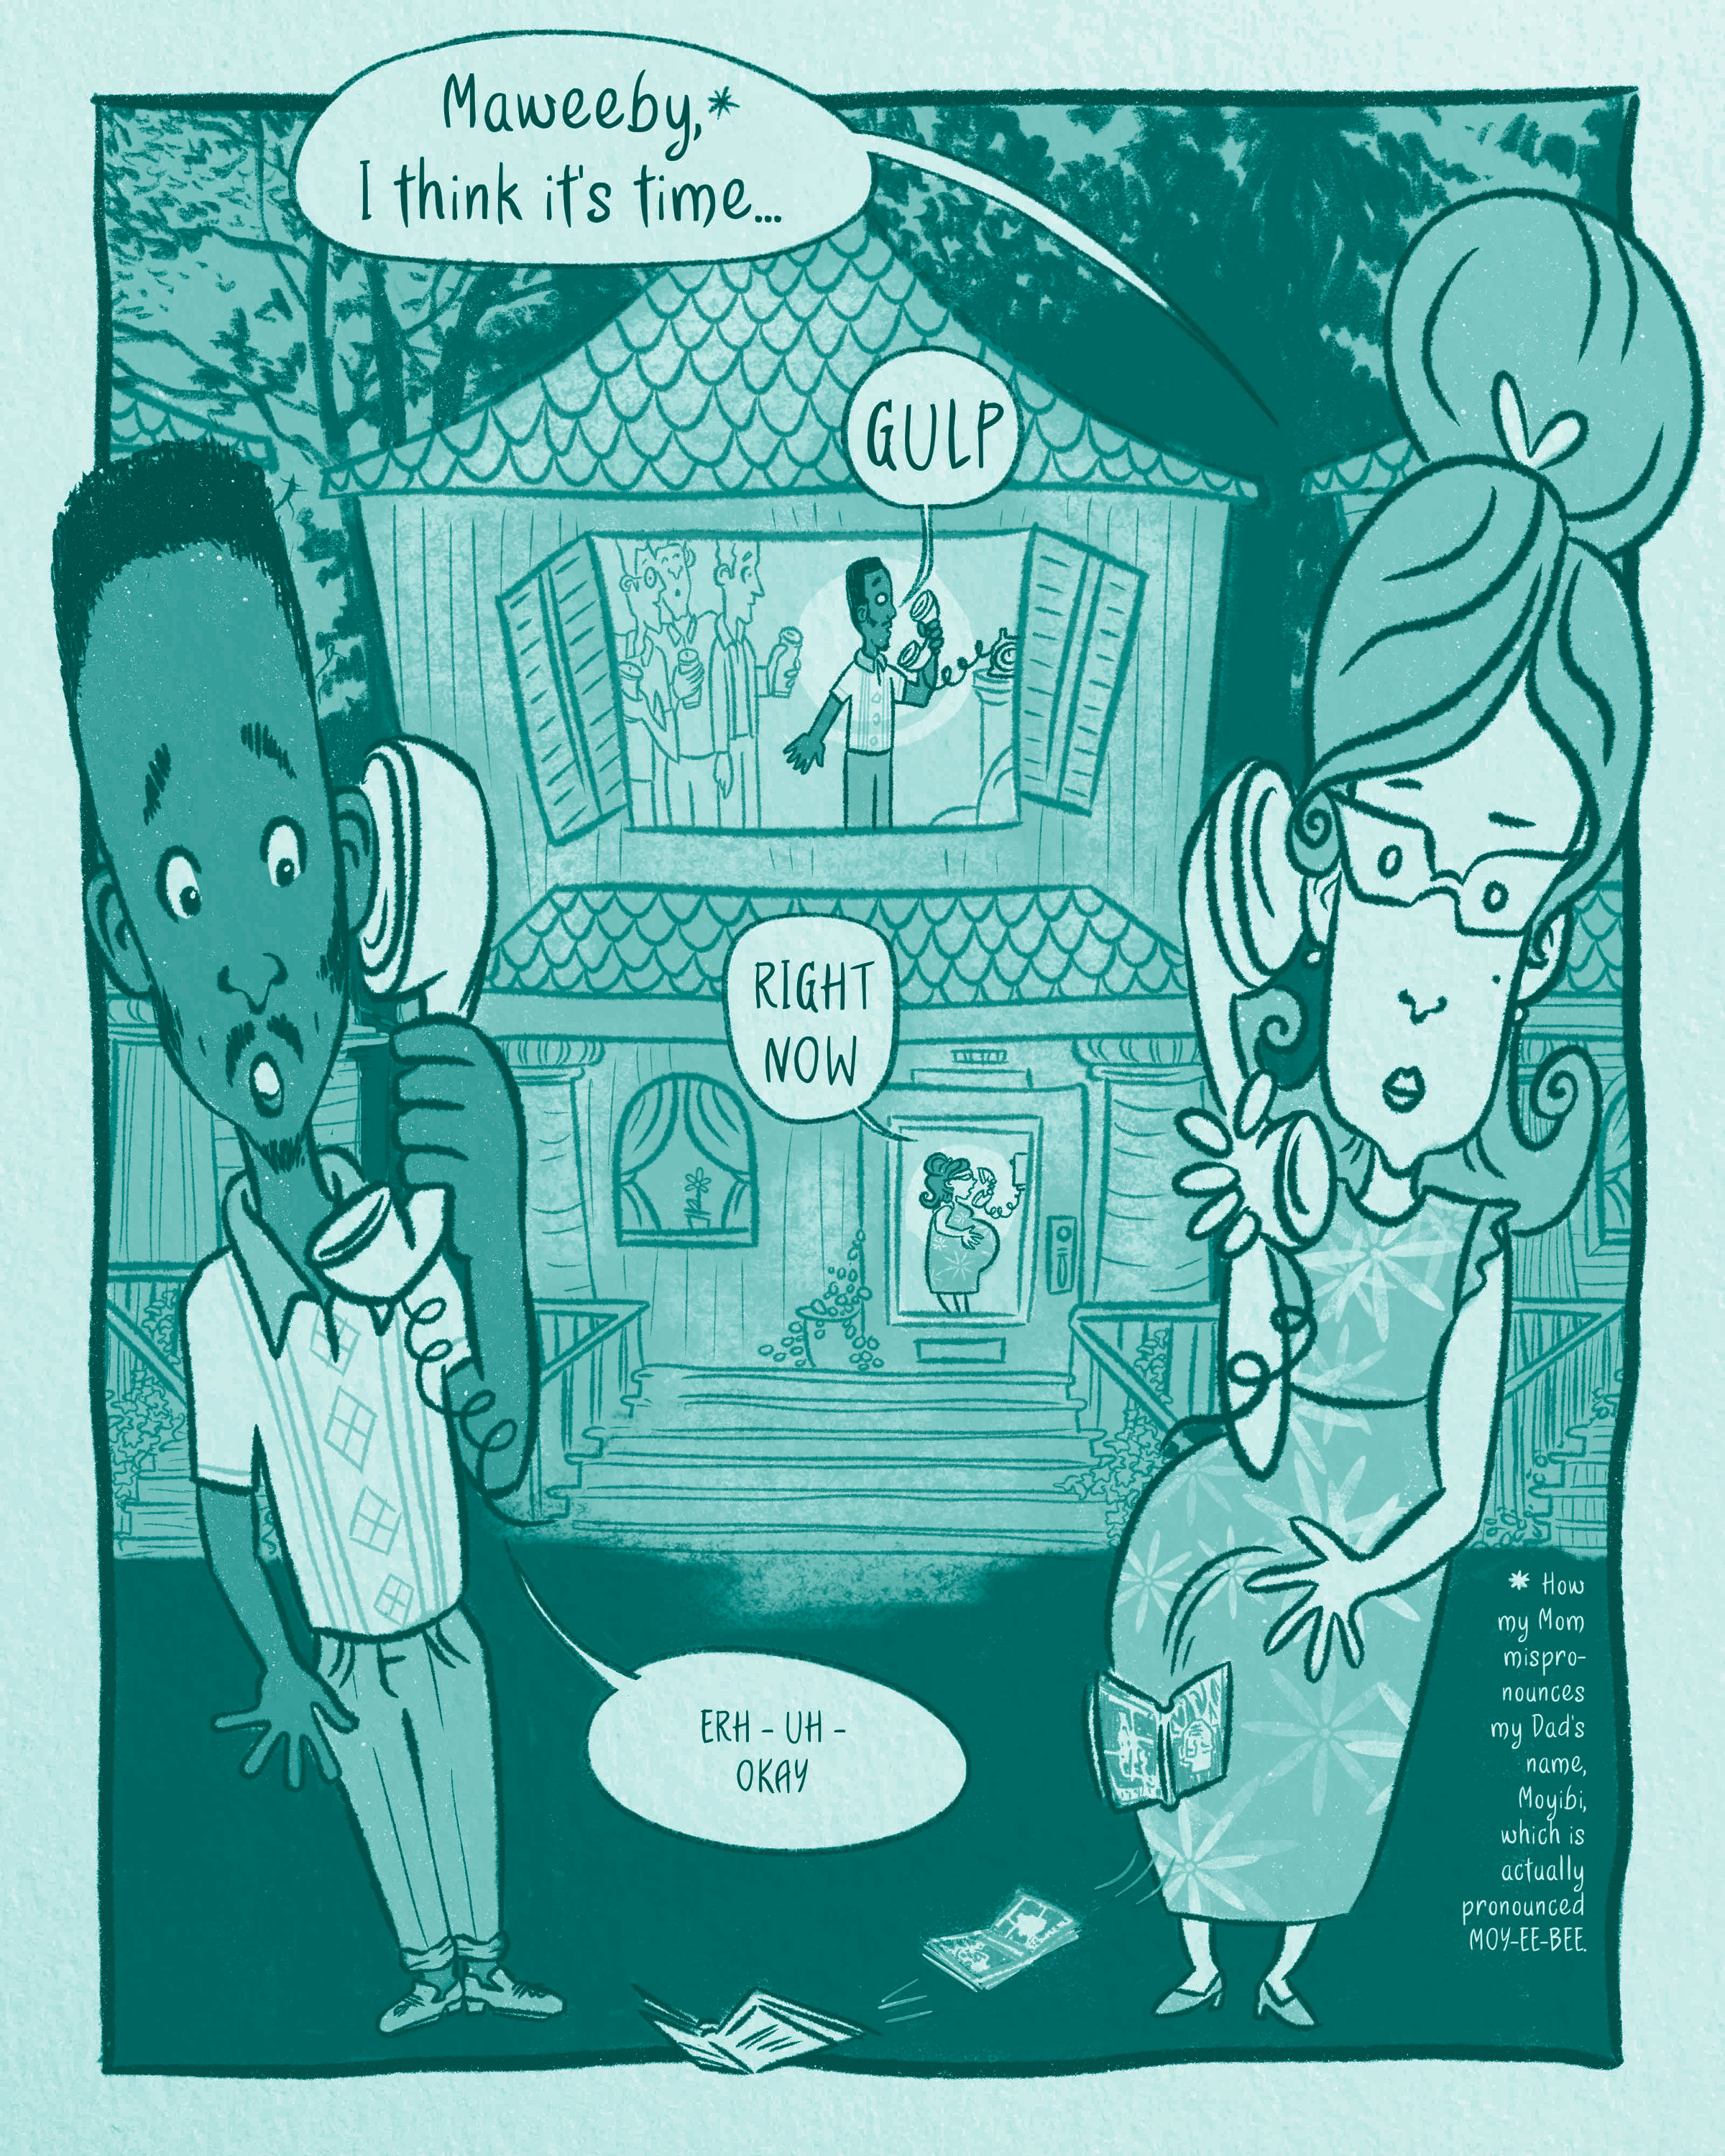 Maweeby,*
I think it's time...
GULP
RIGHT
NOW
ERH - UH -
OKAY
* How
my Mom
mispro-
nounces
my Dad's
name,
Moyibi,
which is
actually
pronounced
MOY-EE-BEE.